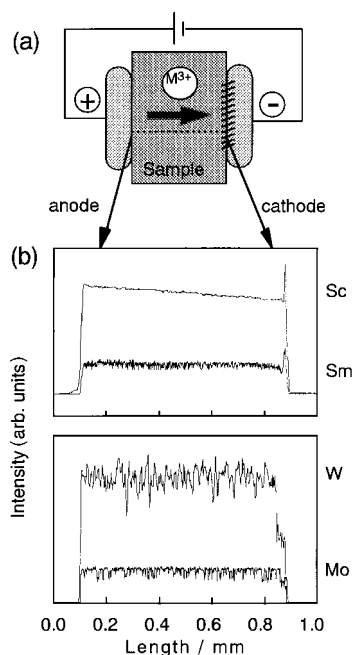 (a)
M3+
+
-
Sample
anode
cathode
(b)
Sc
Sm
Intensity (arb. units)
W
Mo
0.0 0.2 0.4 0.6 0.8 1.0
Length / mm